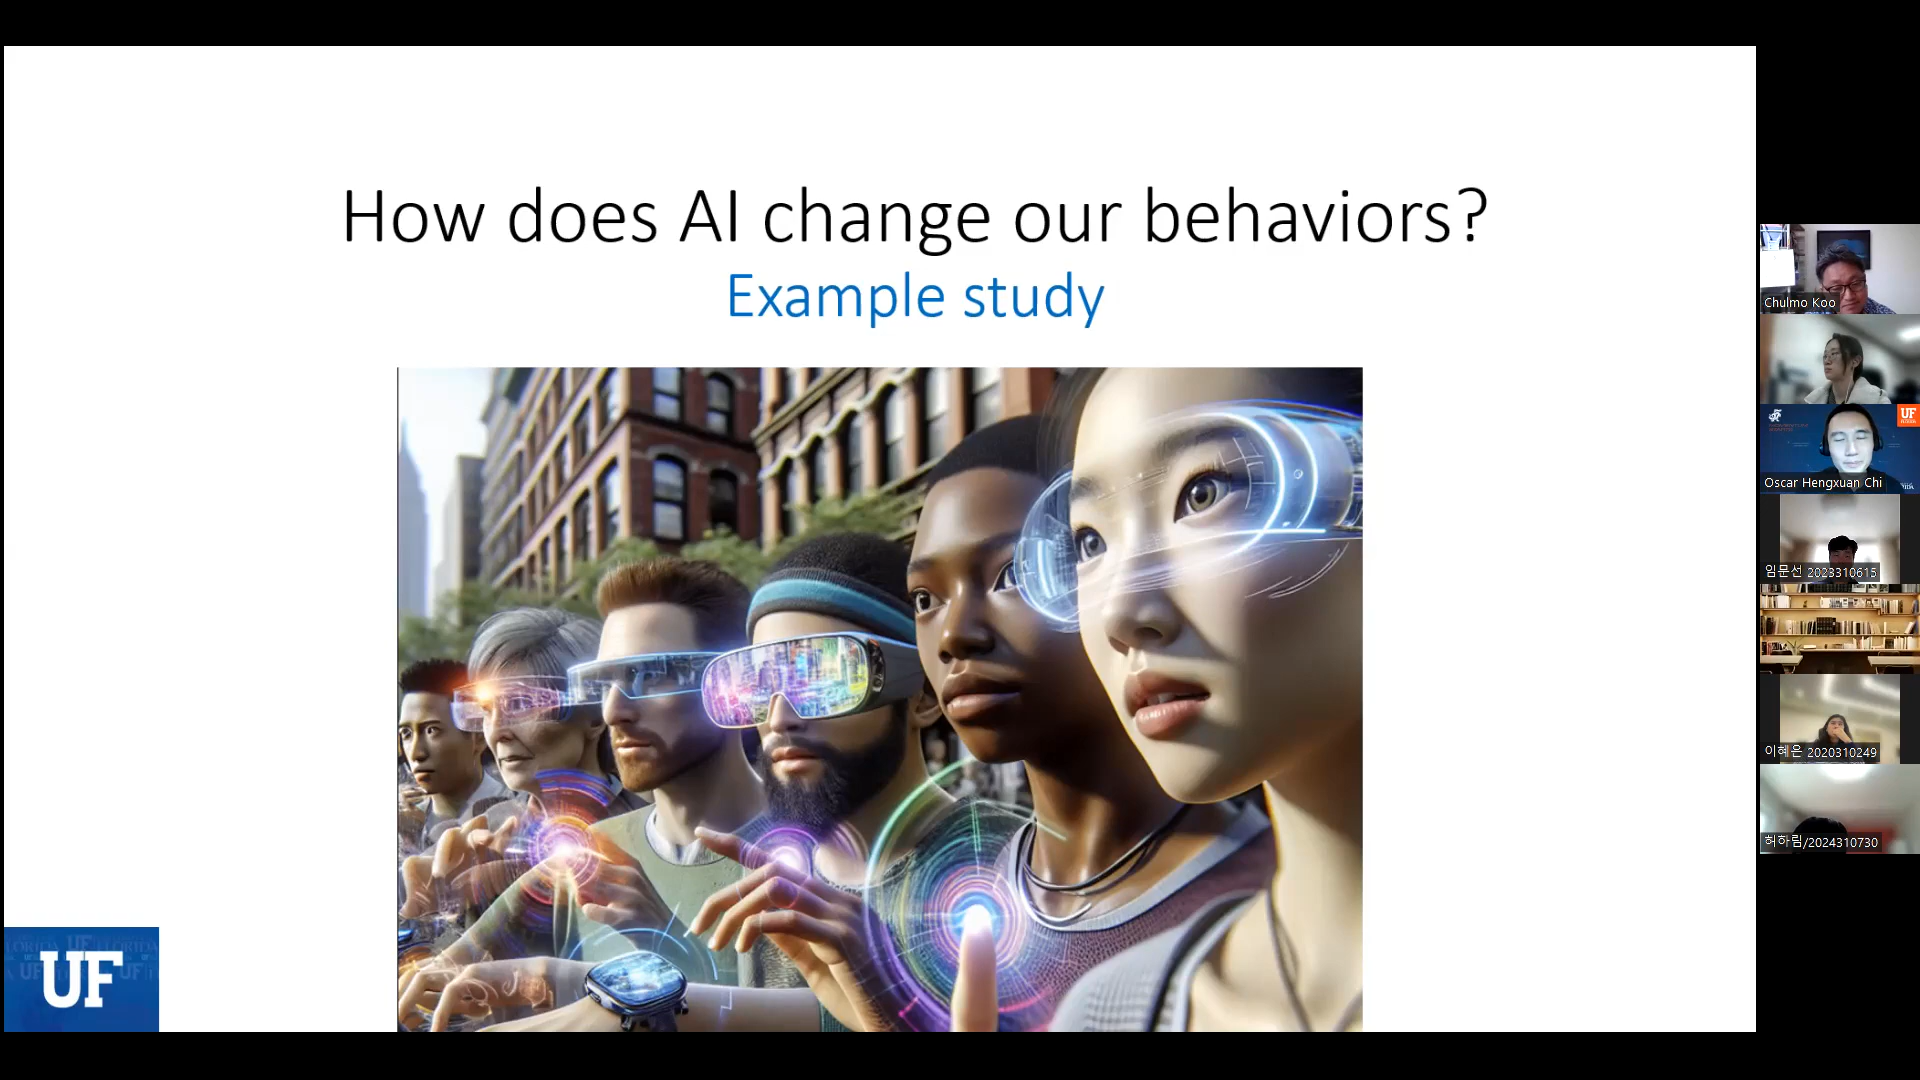 How does AI change our behaviors?
Example study
UF
Chulmo Koo
UF
Oscar Hengxuan Chi
임문선 2023310615
이혜은 2020310249
허하림/2024310730